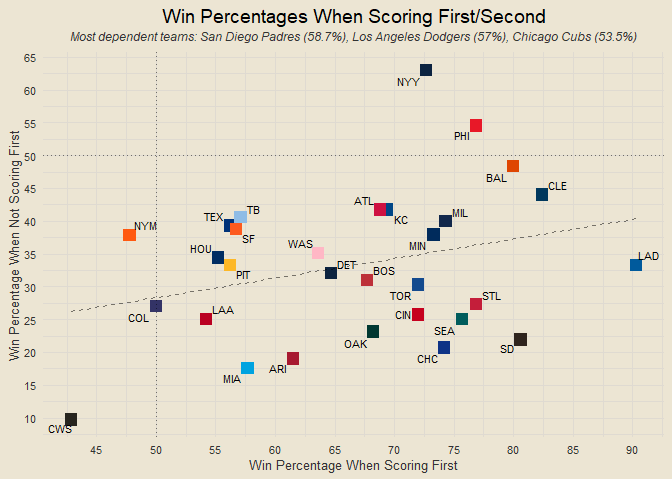 Win Percentages When Scoring First/Second
Most dependent teams: San Diego Padres (58.7%), Los Angeles Dodgers (57%), Chicago Cubs (53.5%)
Win Percentage When Not Scoring First
65
60
55
50
45
40
35
30
25
20
15
10
NYY
PHI
BAL
CLE
ATL
KC
MIL
TB
TEX
NYM
SF
MIN
WAS
HOU
LAD
DET
BOS
PIT
TOR
STL
LAA
CIN
COL
SEA
OAK
SD
CHC
ARI
MIA
CWS
45 50 55 60 65 70 75 80 85 90
Win Percentage When Scoring First